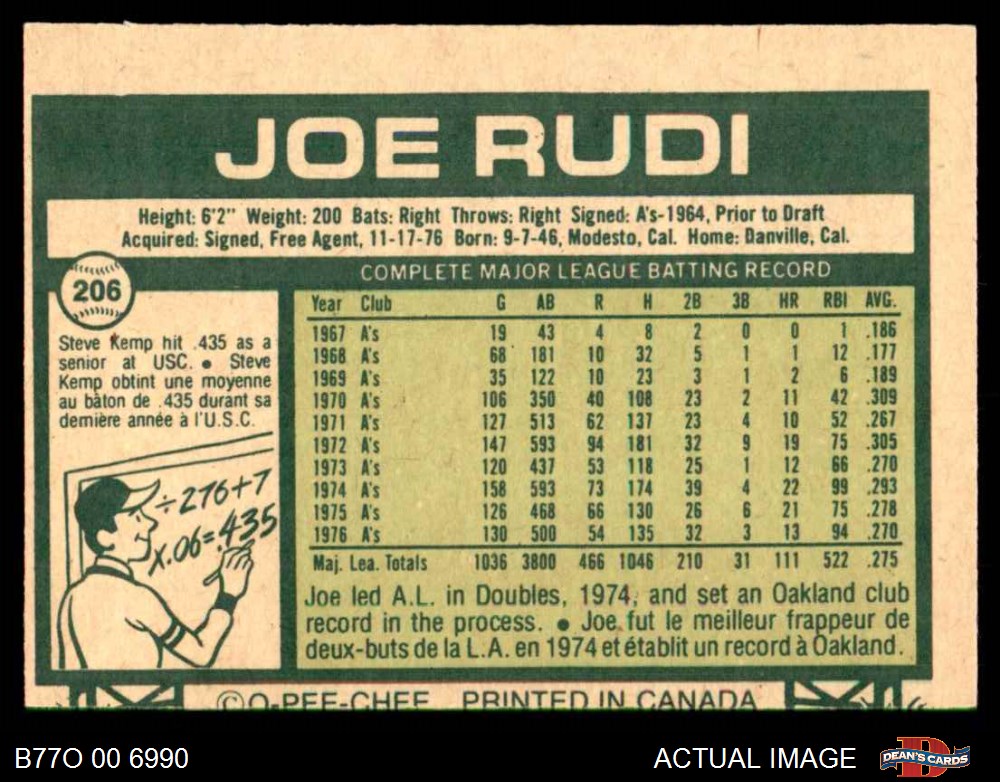 JOE RUDI
Height: 6'2" Weight: 200 Bats: Right Throws: Right Signed: A's-1964, Prior to Draft
Acquired: Signed, Free Agent, 11-17-76 Born: 9-7-46, Modesto, Cal. Home: Danville, Cal.
206
COMPLETE MAJOR LEAGUE BATTING RECORD
Year Club G AB R H 2B 3B HR RBI AVG.
1967 A's 19 43 4 8 2 0 0 1 .186
1968 A's 68 181 10 32 5 1 1 12 .177
1969 A's 35 122 10 23 3 1 2 6 .189
1970 A's 106 350 40 108 23 2 11 42 .309
1971 A's 127 513 62 137 23 4 10 52 .267
1972 A's 147 593 94 181 32 9 19 75 .305
1973 A's 120 437 53 118 25 1 12 66 .270
1974 A's 158 593 73 174 39 4 22 99 .293
1975 A's 126 468 66 130 26 6 21 75 .278
1976 A's 130 500 54 135 32 3 13 94 .270
Maj. Lea. Totals 1036 3800 466 1046 210 31 111 522 .275
Steve Kemp hit .435 as a
senior at USC. ● Steve
Kemp obtint une moyenne
au bâton de .435 durant sa
dernière année à l'U.S.C.
÷276+7
X.06=.435
Joe led A.L. in Doubles, 1974, and set an Oakland club
record in the process. ● Joe fut le meilleur frappeur de
deux-buts de la L.A. en 1974 et établit un record à Oakland.
©O-PEE-CHEE PRINTED IN CANADA
B77O 00 6990
ACTUAL IMAGE
DEAN'S CARDS